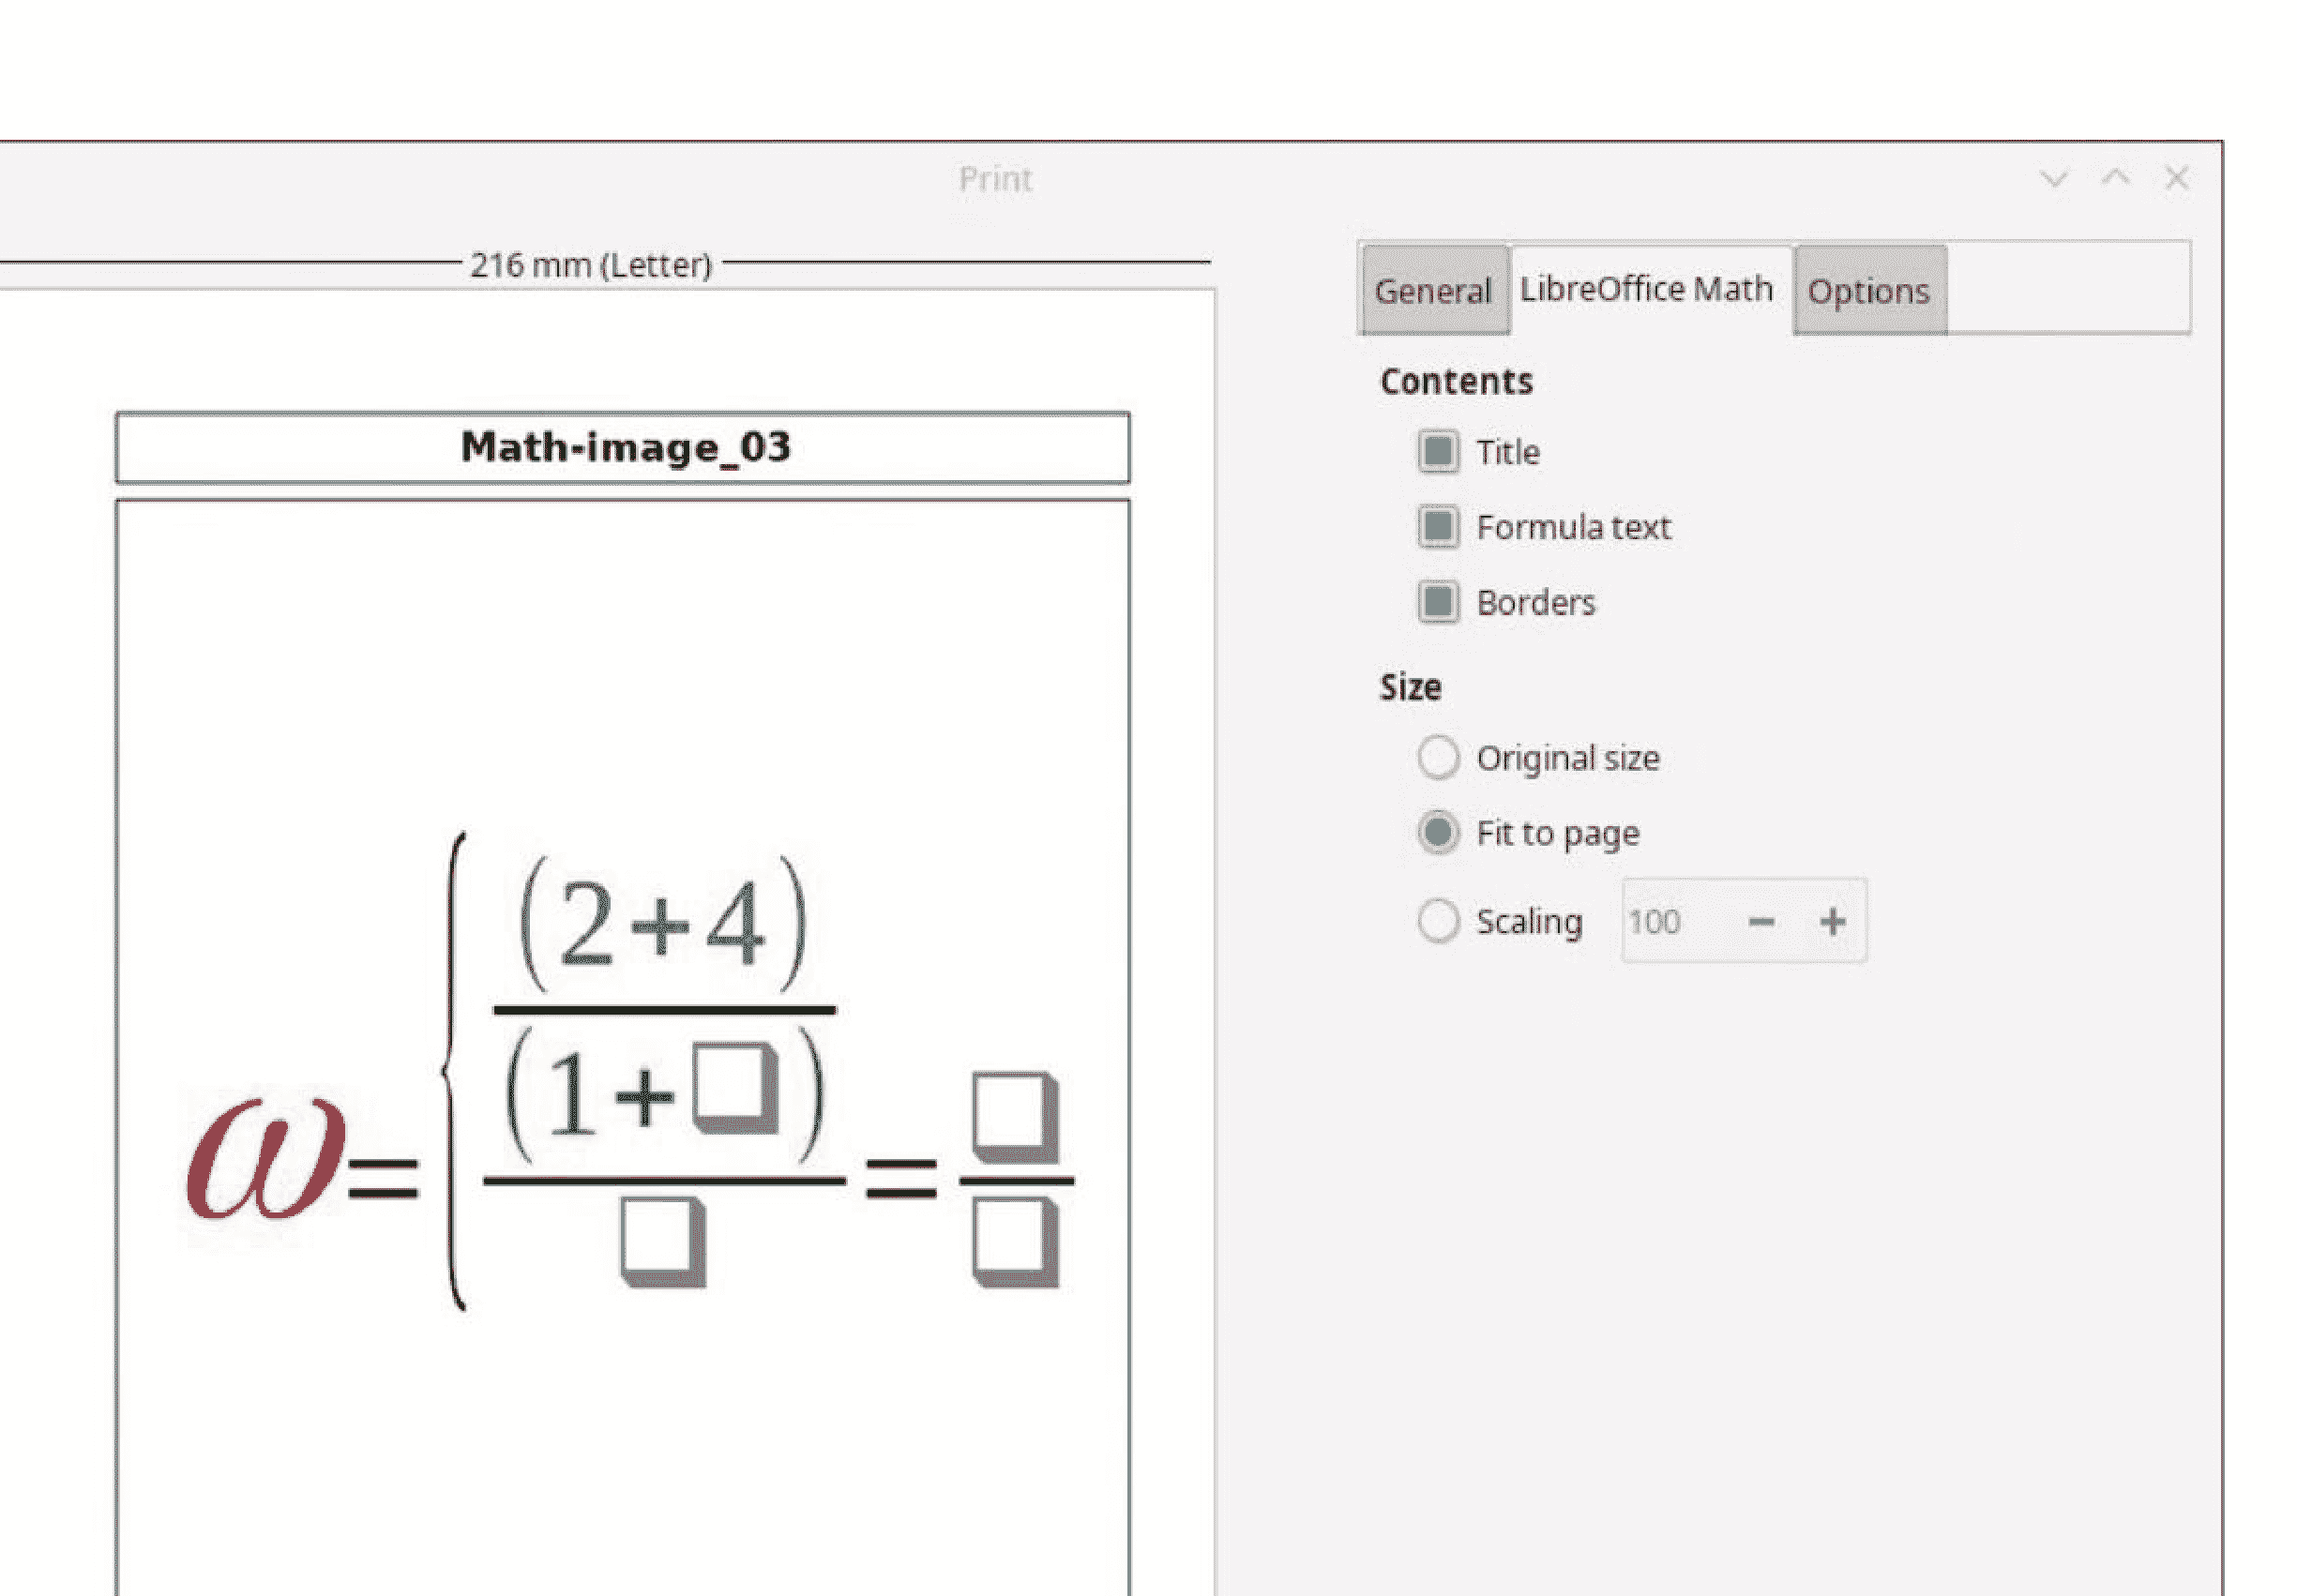 Print
216 mm (Letter)
General LibreOffice Math Options
Math-image_03
(2+4)
(1+□)
ω= { = □
□ □
Contents
Title
Formula text
Borders
Size
Original size
Fit to page
Scaling 100 − +